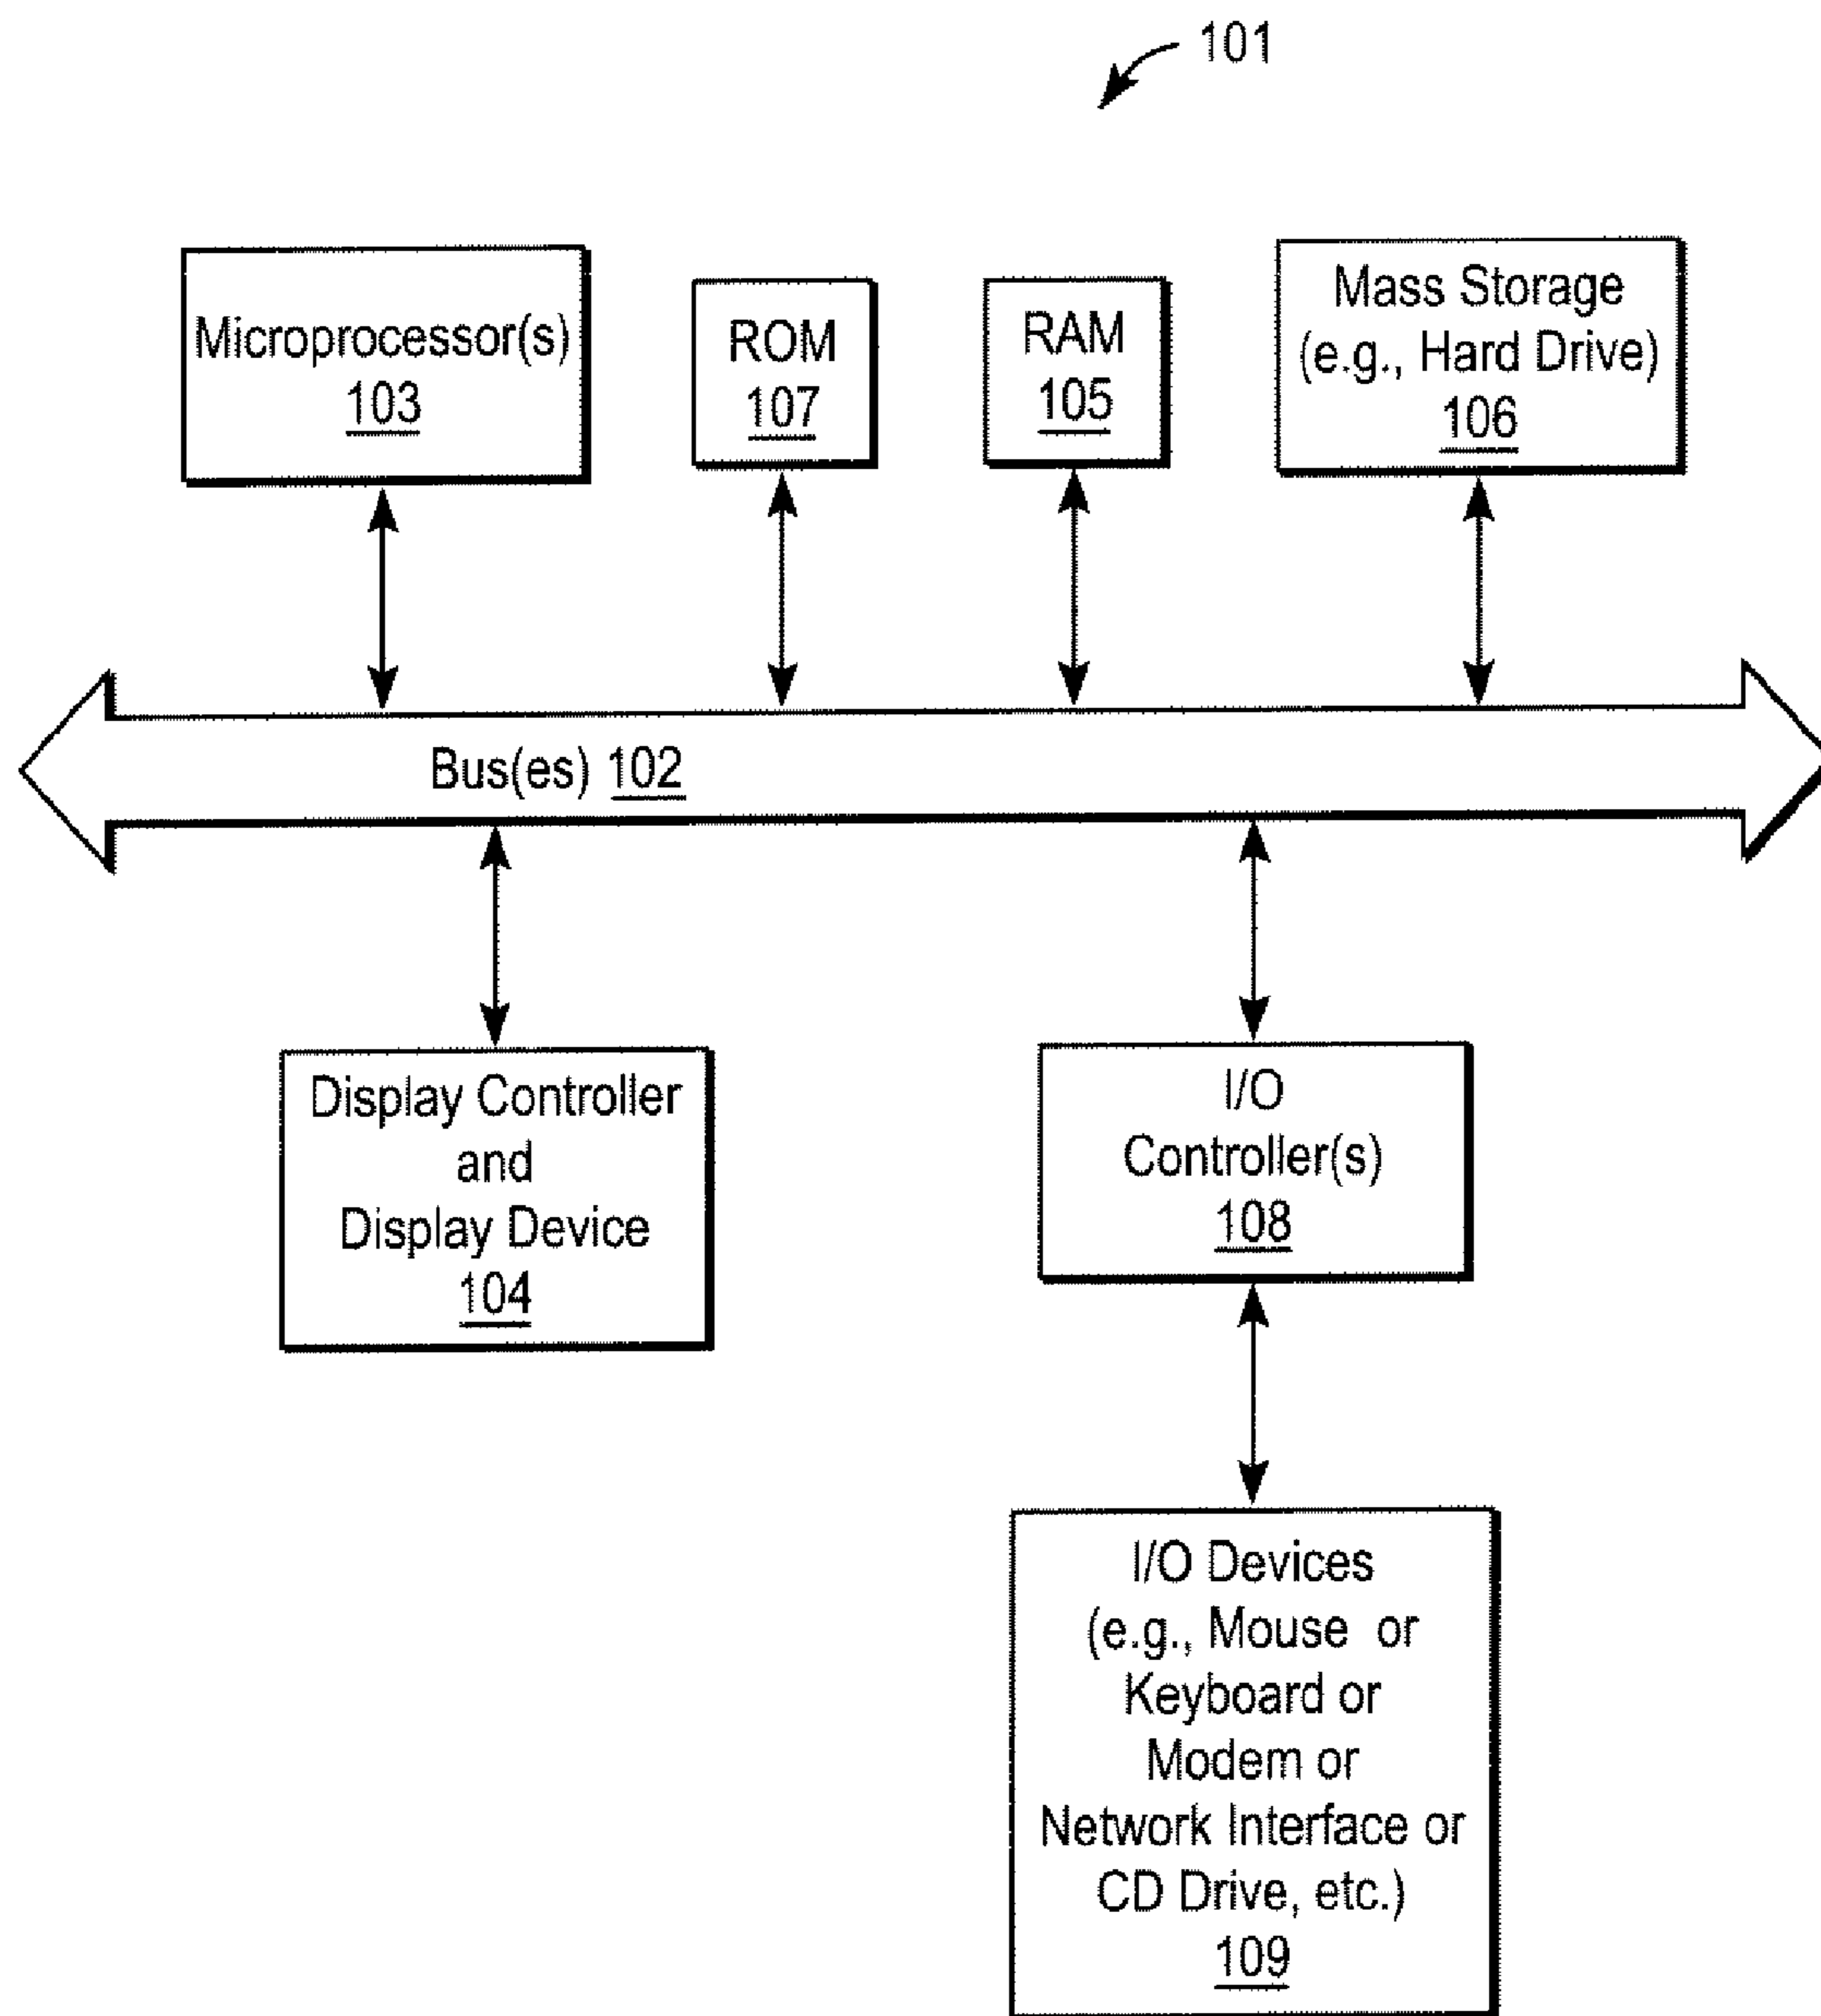 101
Microprocessor(s)
103
ROM
107
RAM
105
Mass Storage
(e.g., Hard Drive)
106
Bus(es) 102
Display Controller
and
Display Device
104
I/O
Controller(s)
108
I/O Devices
(e.g., Mouse or
Keyboard or
Modem or
Network Interface or
CD Drive, etc.)
109